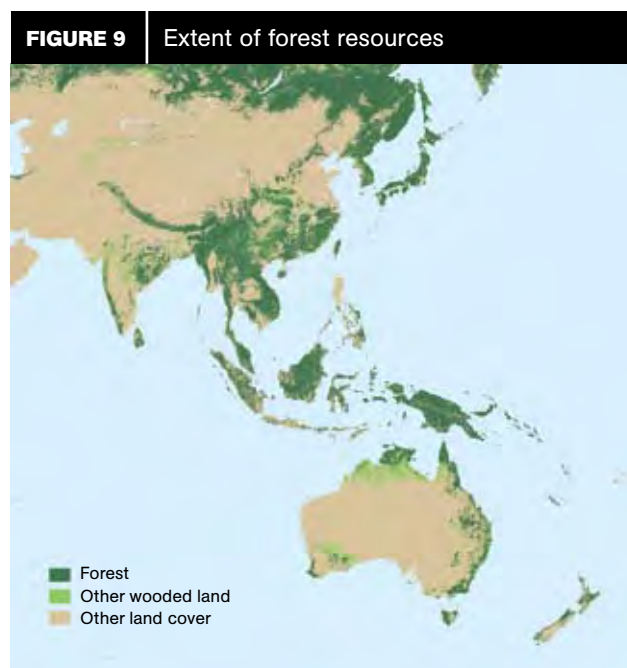 FIGURE 9
Extent of forest resources
Forest
Other wooded land
Other land cover